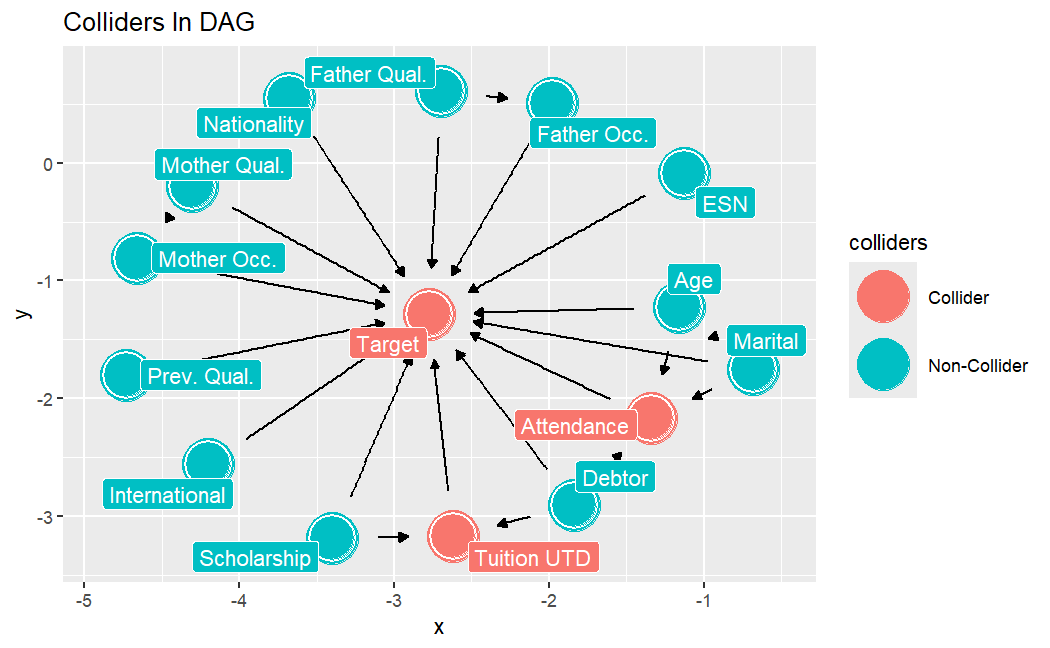 Colliders In DAG
Father Qual.
Nationality
Father Occ.
Mother Qual.
ESN
Mother Occ.
Age
Marital
Target
Prev. Qual.
Attendance
Debtor
International
Scholarship
Tuition UTD
0
-1
-2
-3
y
-5
-4
-3
-2
-1
x
colliders
Collider
Non-Collider